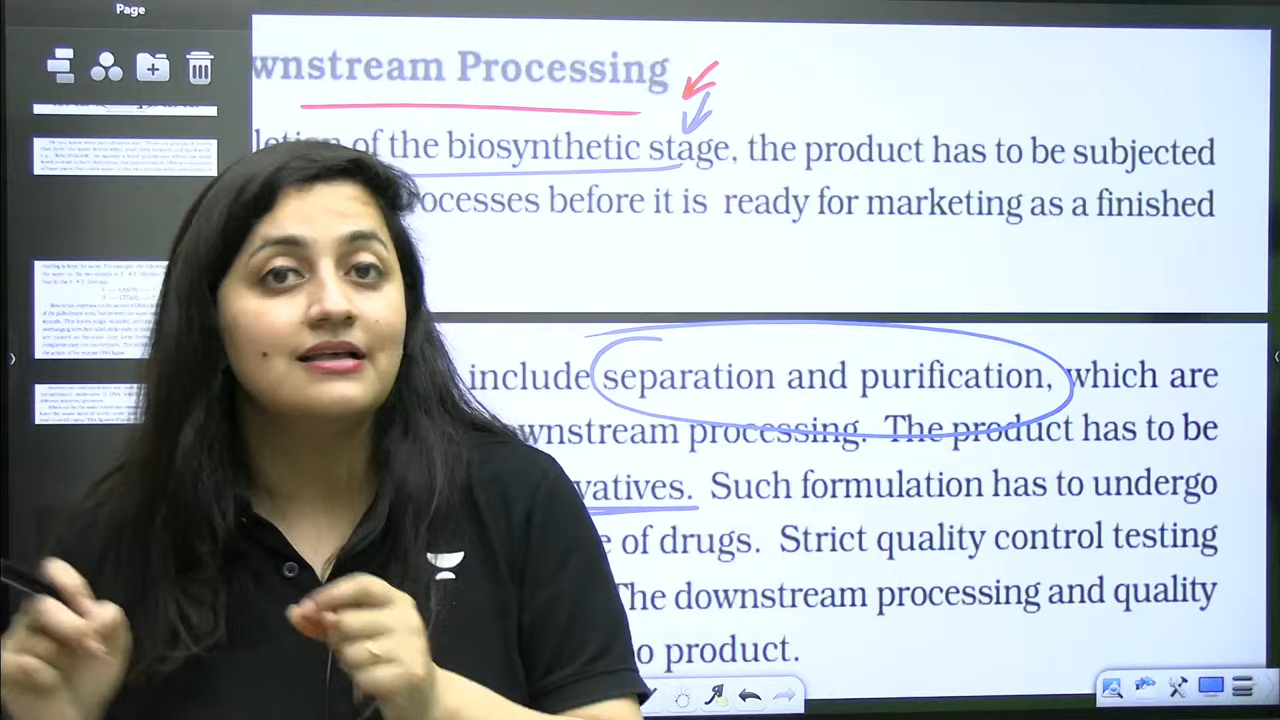 Page
wnstream Processing
of the biosynthetic stage, the product has to be subjected
ocesses before it is ready for marketing as a finished
include separation and purification, which are
wnstream processing. The product has to be
vatives. Such formulation has to undergo
e of drugs. Strict quality control testing
The downstream processing and quality
o product.